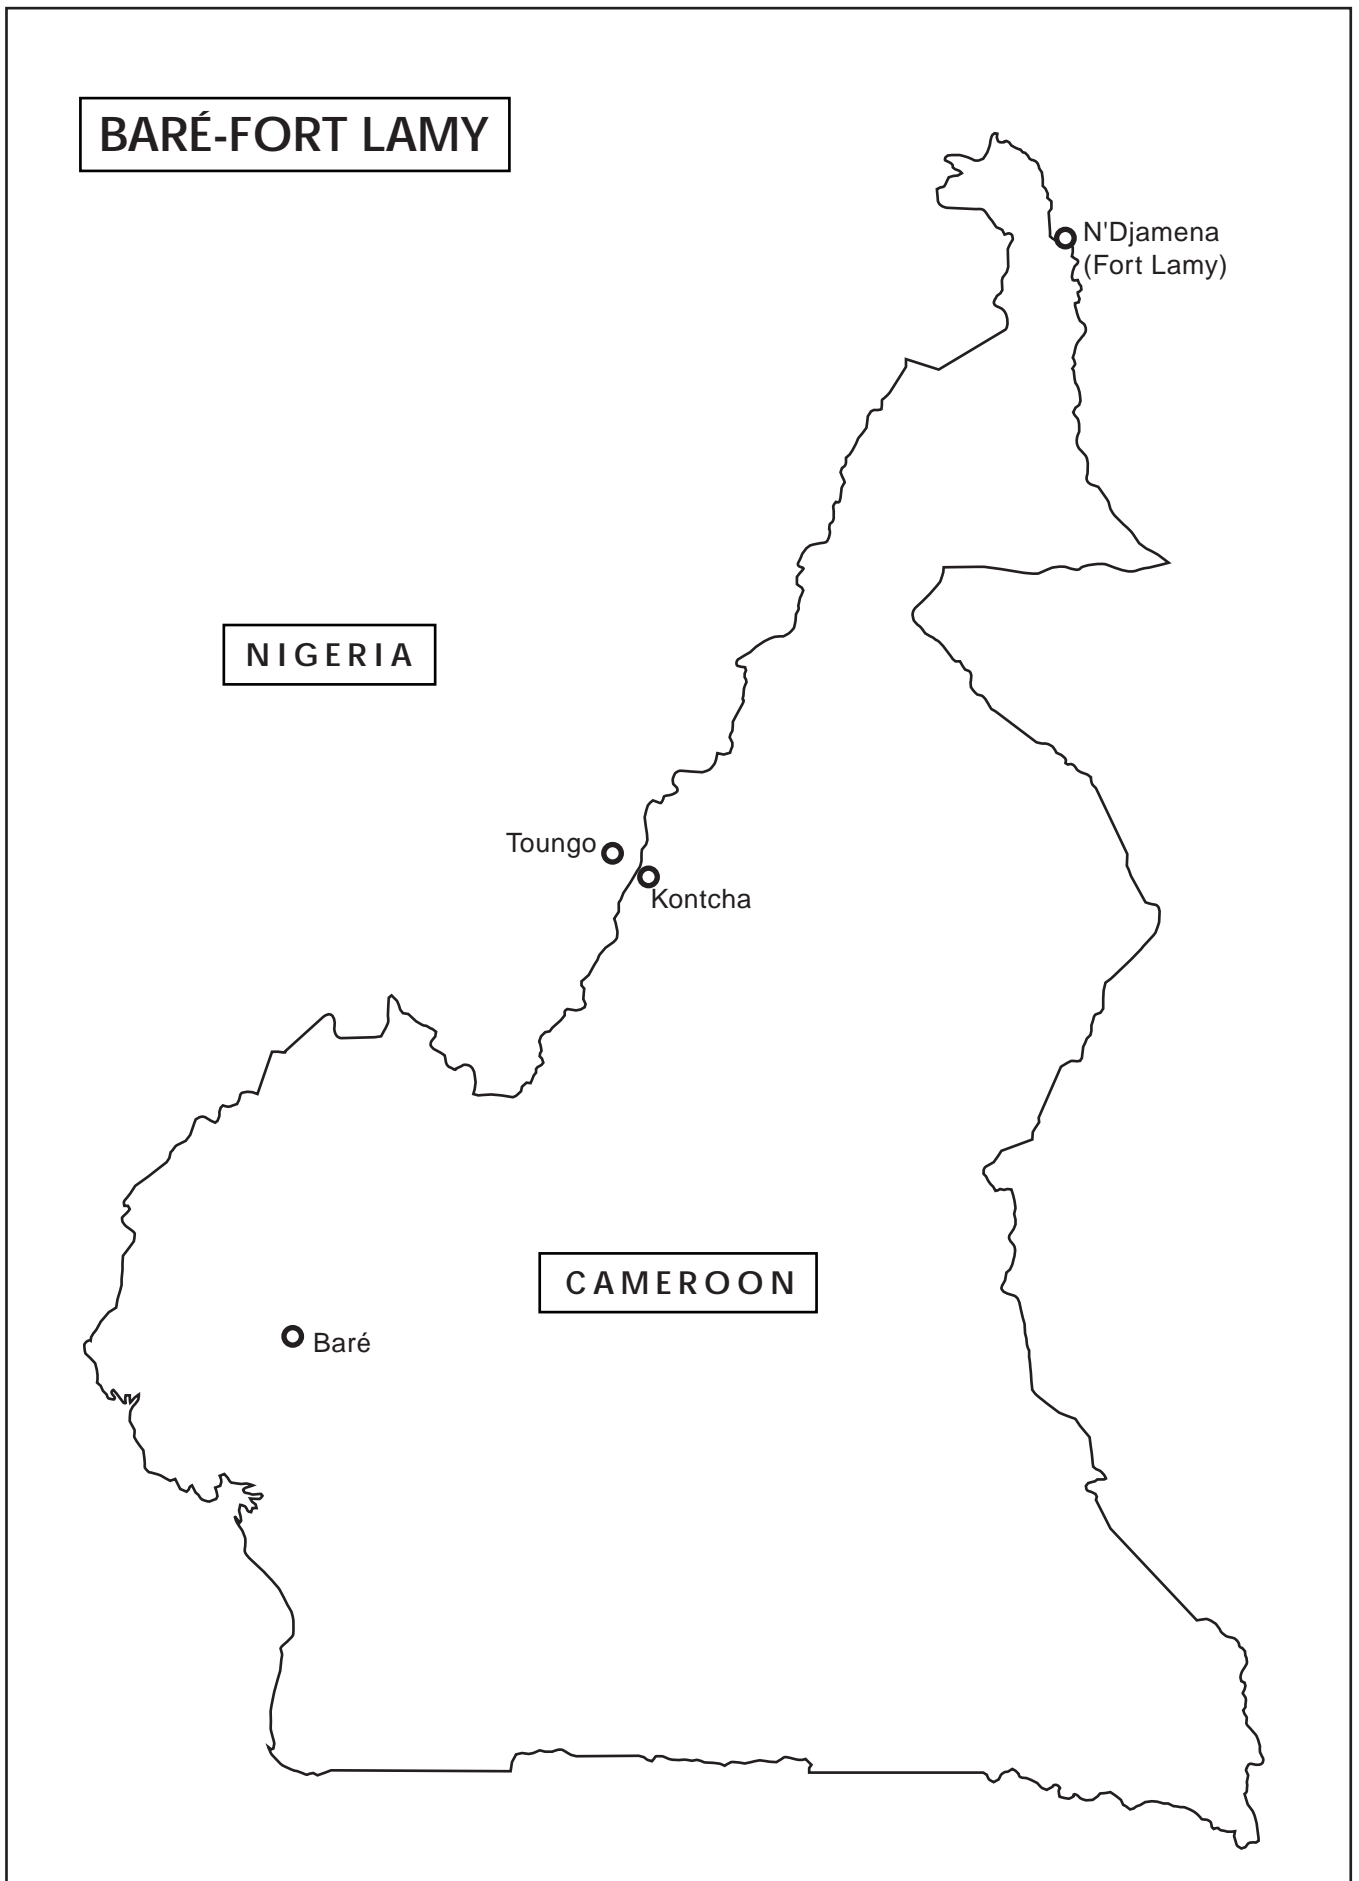 BARÉ-FORT LAMY
N'Djamena
(Fort Lamy)
NIGERIA
Toungo
Kontcha
CAMEROON
Baré